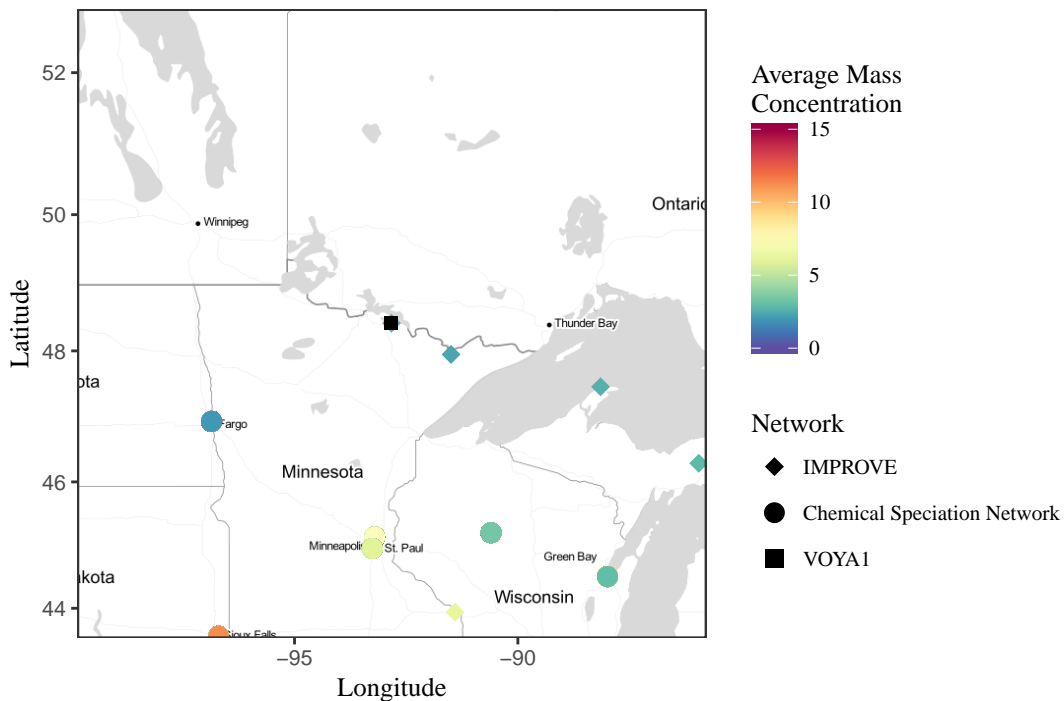 52
50
48
46
44
Latitude
−95
−90
Longitude
Winnipeg
Ontario
Thunder Bay
ota
Fargo
Minnesota
Minneapolis
St. Paul
Green Bay
akota
Wisconsin
Sioux Falls
Average Mass
Concentration
15
10
5
0
Network
IMPROVE
Chemical Speciation Network
VOYA1